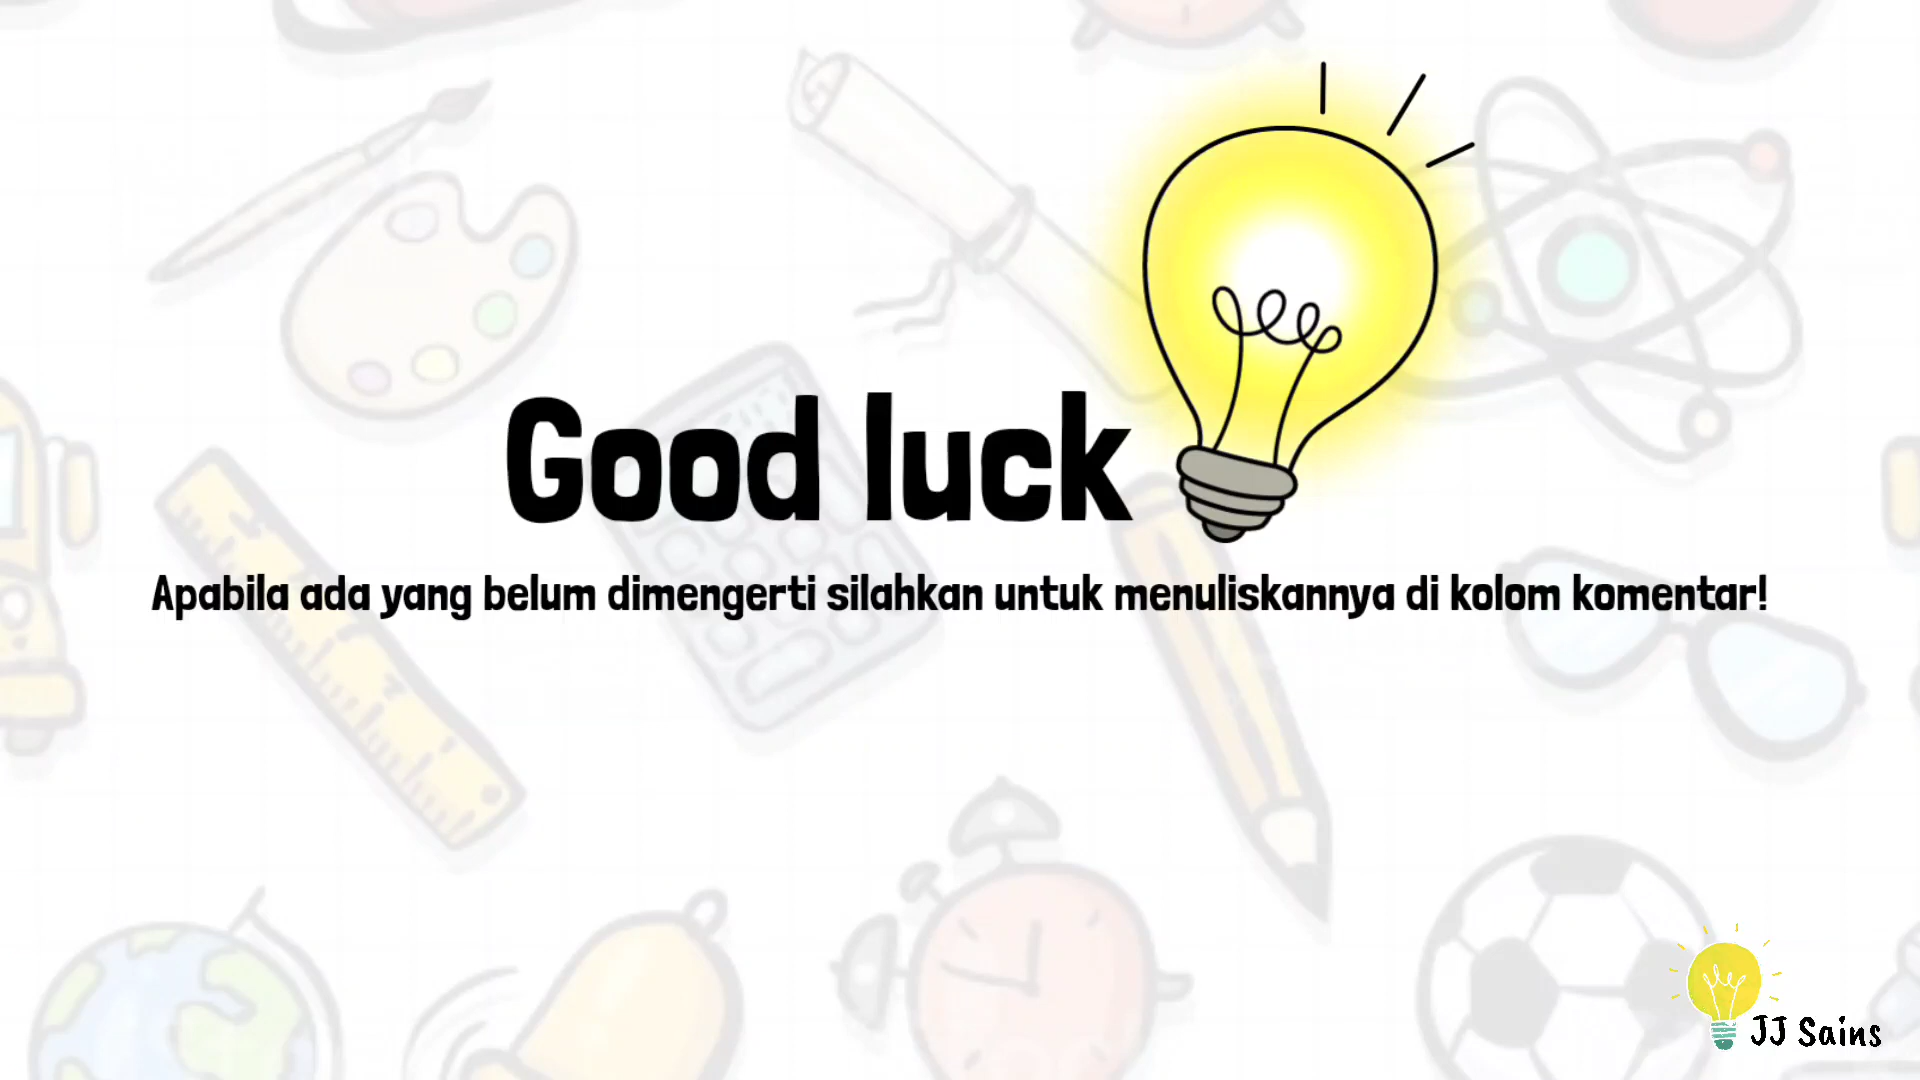 Good luck
Apabila ada yang belum dimengerti silahkan untuk menuliskannya di kolom komentar!
JJ Sains